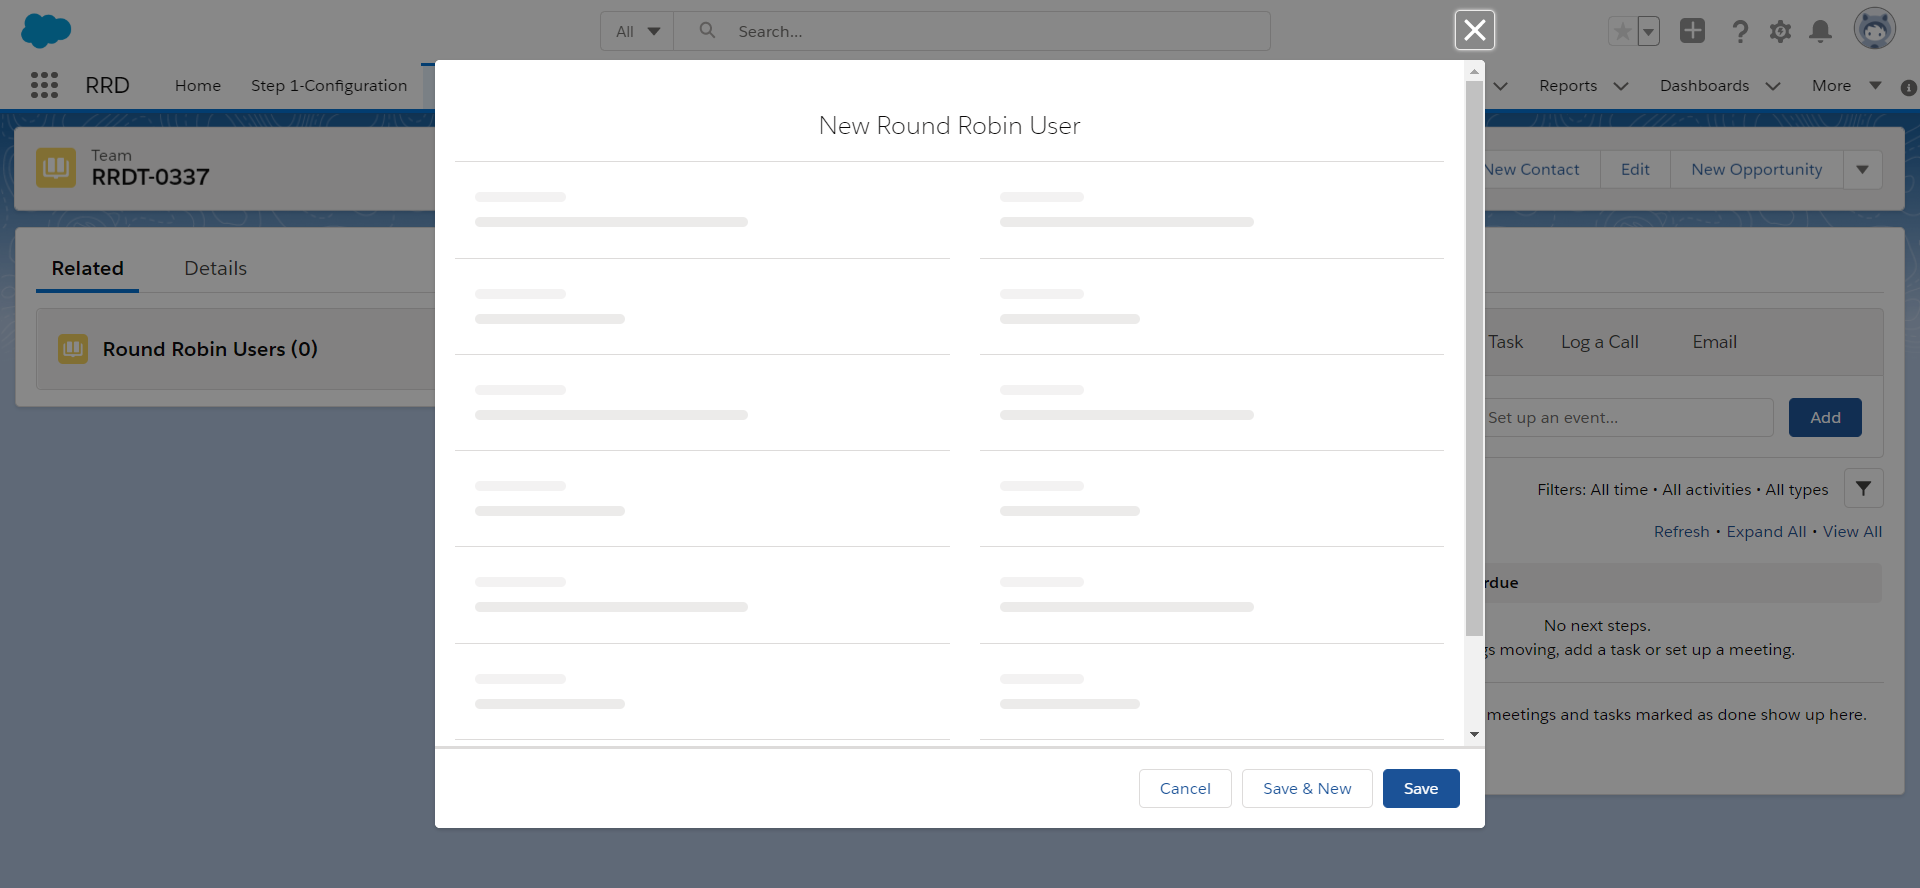 All
Search...
RRD
Home
Step 1-Configuration
Reports
Dashboards
More
Team
RRDT-0337
New Contact
Edit
New Opportunity
Related
Details
Round Robin Users (0)
New Round Robin User
Task
Log a Call
Email
Set up an event...
Add
Filters: All time • All activities • All types
Refresh • Expand All • View All
rdue
No next steps.
gs moving, add a task or set up a meeting.
meetings and tasks marked as done show up here.
Cancel
Save & New
Save